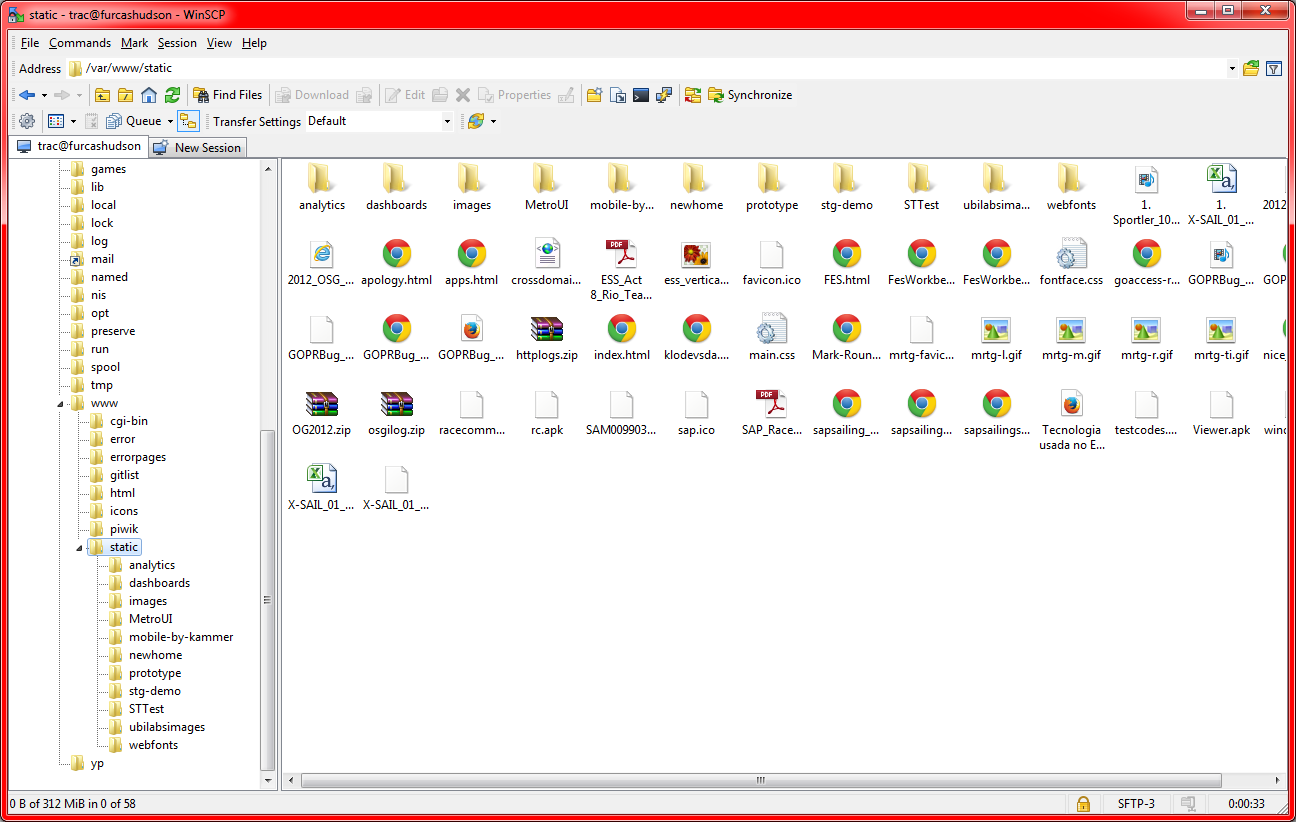 static - trac@furcashudson - WinSCP
File Commands Mark Session View Help
Address /var/www/static
Find Files Download Edit Properties Synchronize
Queue Transfer Settings Default
trac@furcashudson New Session
games
lib
local
lock
log
mail
named
nis
opt
preserve
run
spool
tmp
www
cgi-bin
error
errorpages
gitlist
html
icons
piwik
static
analytics
dashboards
images
MetroUI
mobile-by-kammer
newhome
prototype
stg-demo
STTest
ubilabsimages
webfonts
yp
analytics dashboards images MetroUI mobile-by-... newhome prototype stg-demo STTest ubilabsima... webfonts 1. 1. 2012
Sportler_10... X-SAIL_01_...
2012_OSG_... apology.html apps.html crossdomai... ESS_Act ess_vertica... favicon.ico FES.html FesWorkbe... FesWorkbe... fontface.css goaccess-r... GOPRBug_... GOP
8_Rio_Tea...
GOPRBug_... GOPRBug_... GOPRBug_... httplogs.zip index.html klodevsda.... main.css Mark-Roun... mrtg-favic... mrtg-l.gif mrtg-m.gif mrtg-r.gif mrtg-ti.gif nice_
OG2012.zip osgilog.zip racecomm... rc.apk SAM009903... sap.ico SAP_Race... sapsailing_... sapsailing... sapsailings... Tecnologia testcodes.... Viewer.apk wind
usada no E...
X-SAIL_01_... X-SAIL_01_...
0 B of 312 MiB in 0 of 58 SFTP-3 0:00:33